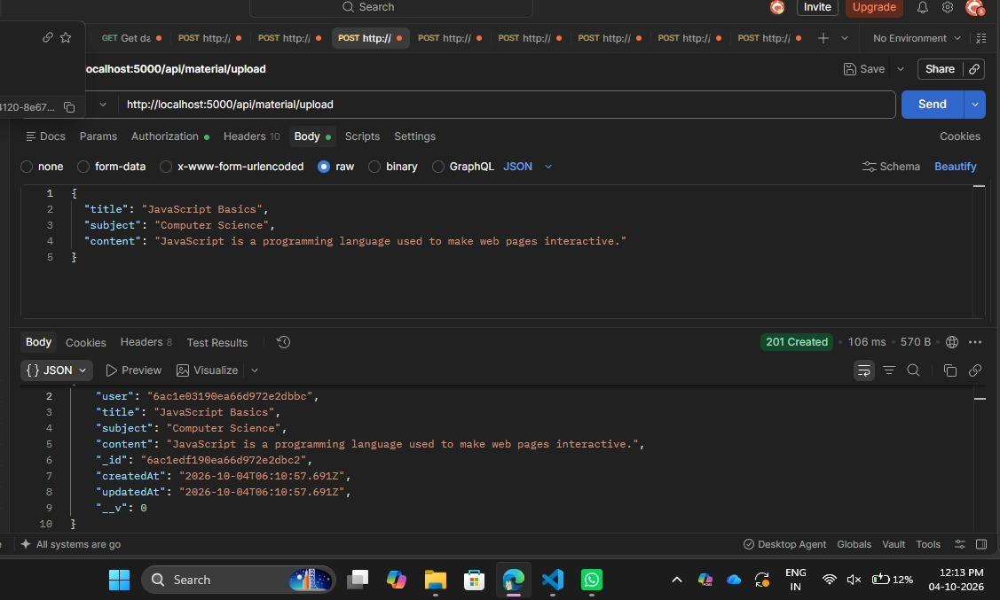 Search
Invite
Upgrade
GET Get da
POST http:/
POST http:/
POST http://
POST http://
POST http://
POST http://
POST http://
POST http://
No Environment
localhost:5000/api/material/upload
Save
Share
4120-8e67...
http://localhost:5000/api/material/upload
Send
Docs Params Authorization Headers 10 Body Scripts Settings
Cookies
none form-data x-www-form-urlencoded raw binary GraphQL JSON
Schema Beautify
1 {
2 "title": "JavaScript Basics",
3 "subject": "Computer Science",
4 "content": "JavaScript is a programming language used to make web pages interactive."
5 }
Body Cookies Headers 8 Test Results
201 Created • 106 ms • 570 B •
{} JSON Preview Visualize
2 "user": "6ac1e03190ea66d972e2dbbc",
3 "title": "JavaScript Basics",
4 "subject": "Computer Science",
5 "content": "JavaScript is a programming language used to make web pages interactive.",
6 "_id": "6ac1edf190ea66d972e2dbc2",
7 "createdAt": "2026-10-04T06:10:57.691Z",
8 "updatedAt": "2026-10-04T06:10:57.691Z",
9 "__v": 0
10 }
All systems are go
Desktop Agent Globals Vault Tools
Search
ENG
IN
12%
12:13 PM
04-10-2026